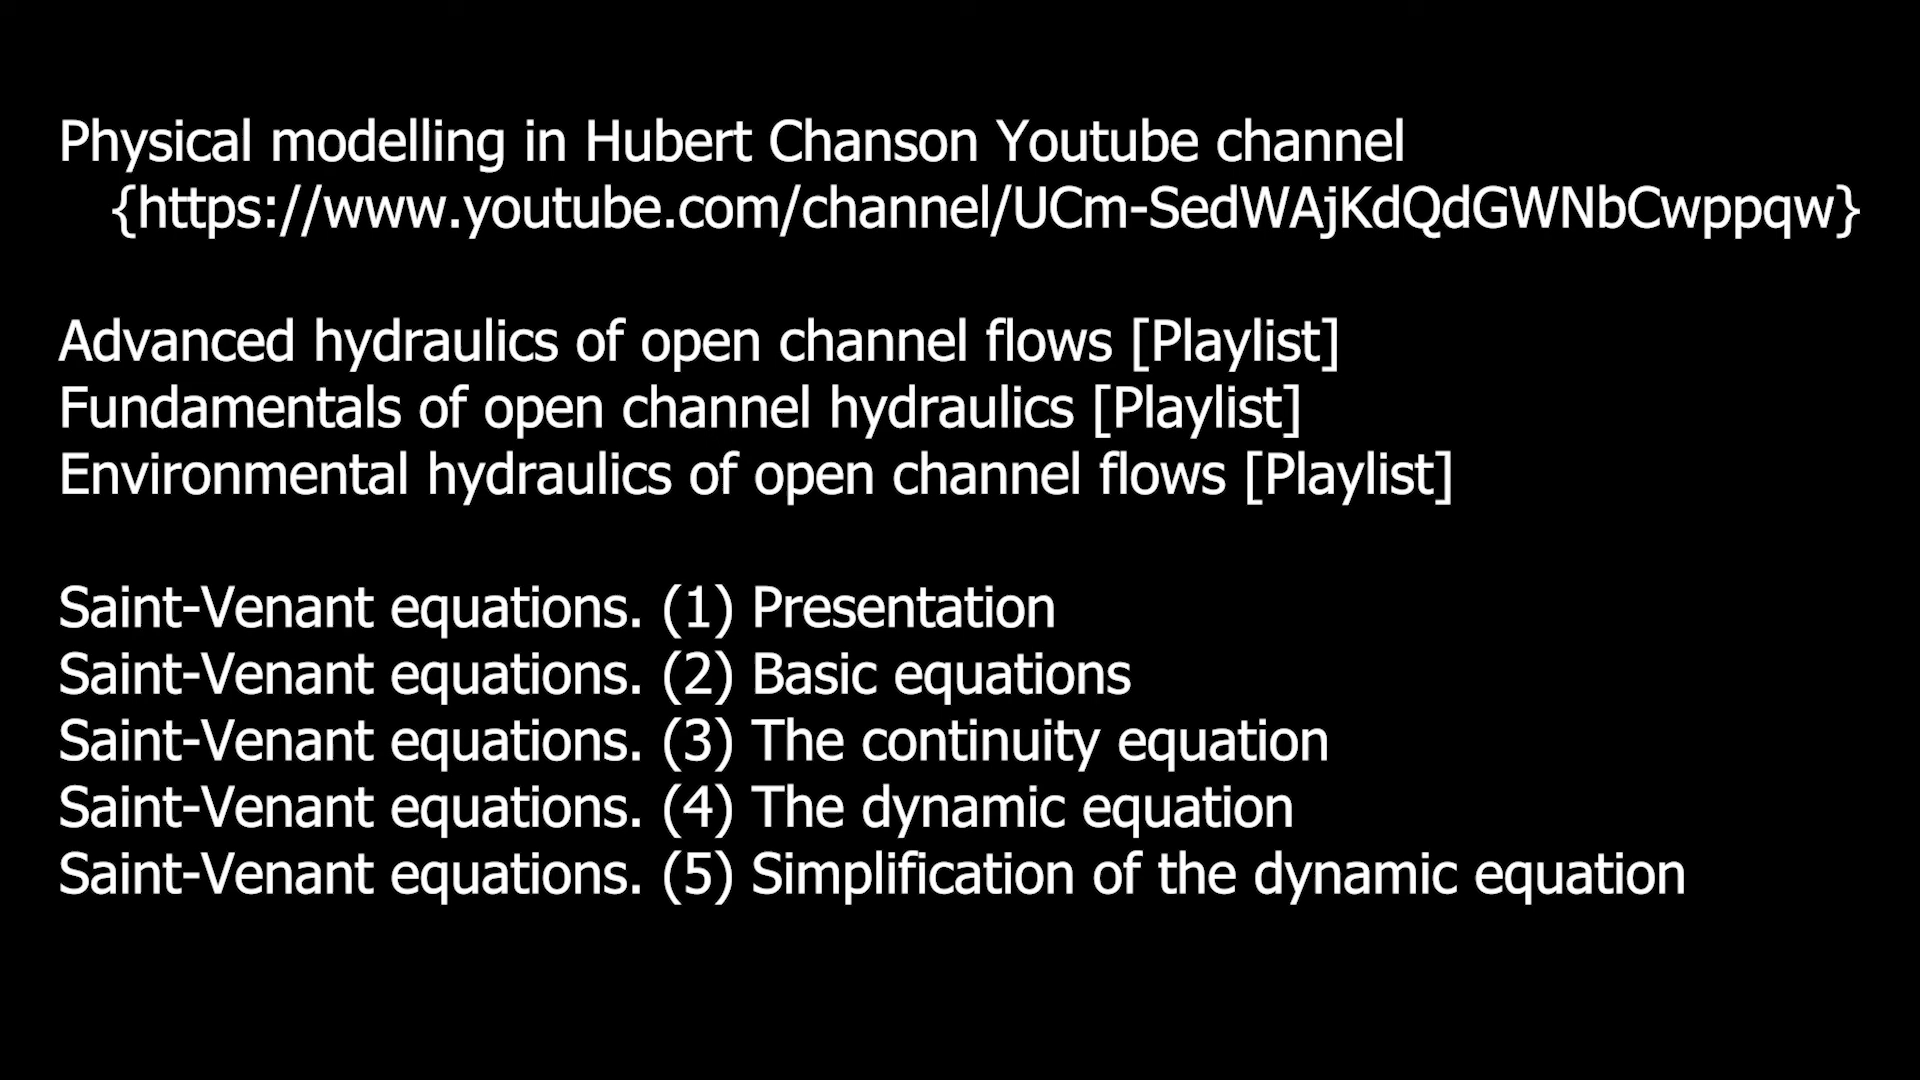 Physical modelling in Hubert Chanson Youtube channel
{https://www.youtube.com/channel/UCm-SedWAjKdQdGWNbCwppqw}
Advanced hydraulics of open channel flows [Playlist]
Fundamentals of open channel hydraulics [Playlist]
Environmental hydraulics of open channel flows [Playlist]
Saint-Venant equations. (1) Presentation
Saint-Venant equations. (2) Basic equations
Saint-Venant equations. (3) The continuity equation
Saint-Venant equations. (4) The dynamic equation
Saint-Venant equations. (5) Simplification of the dynamic equation